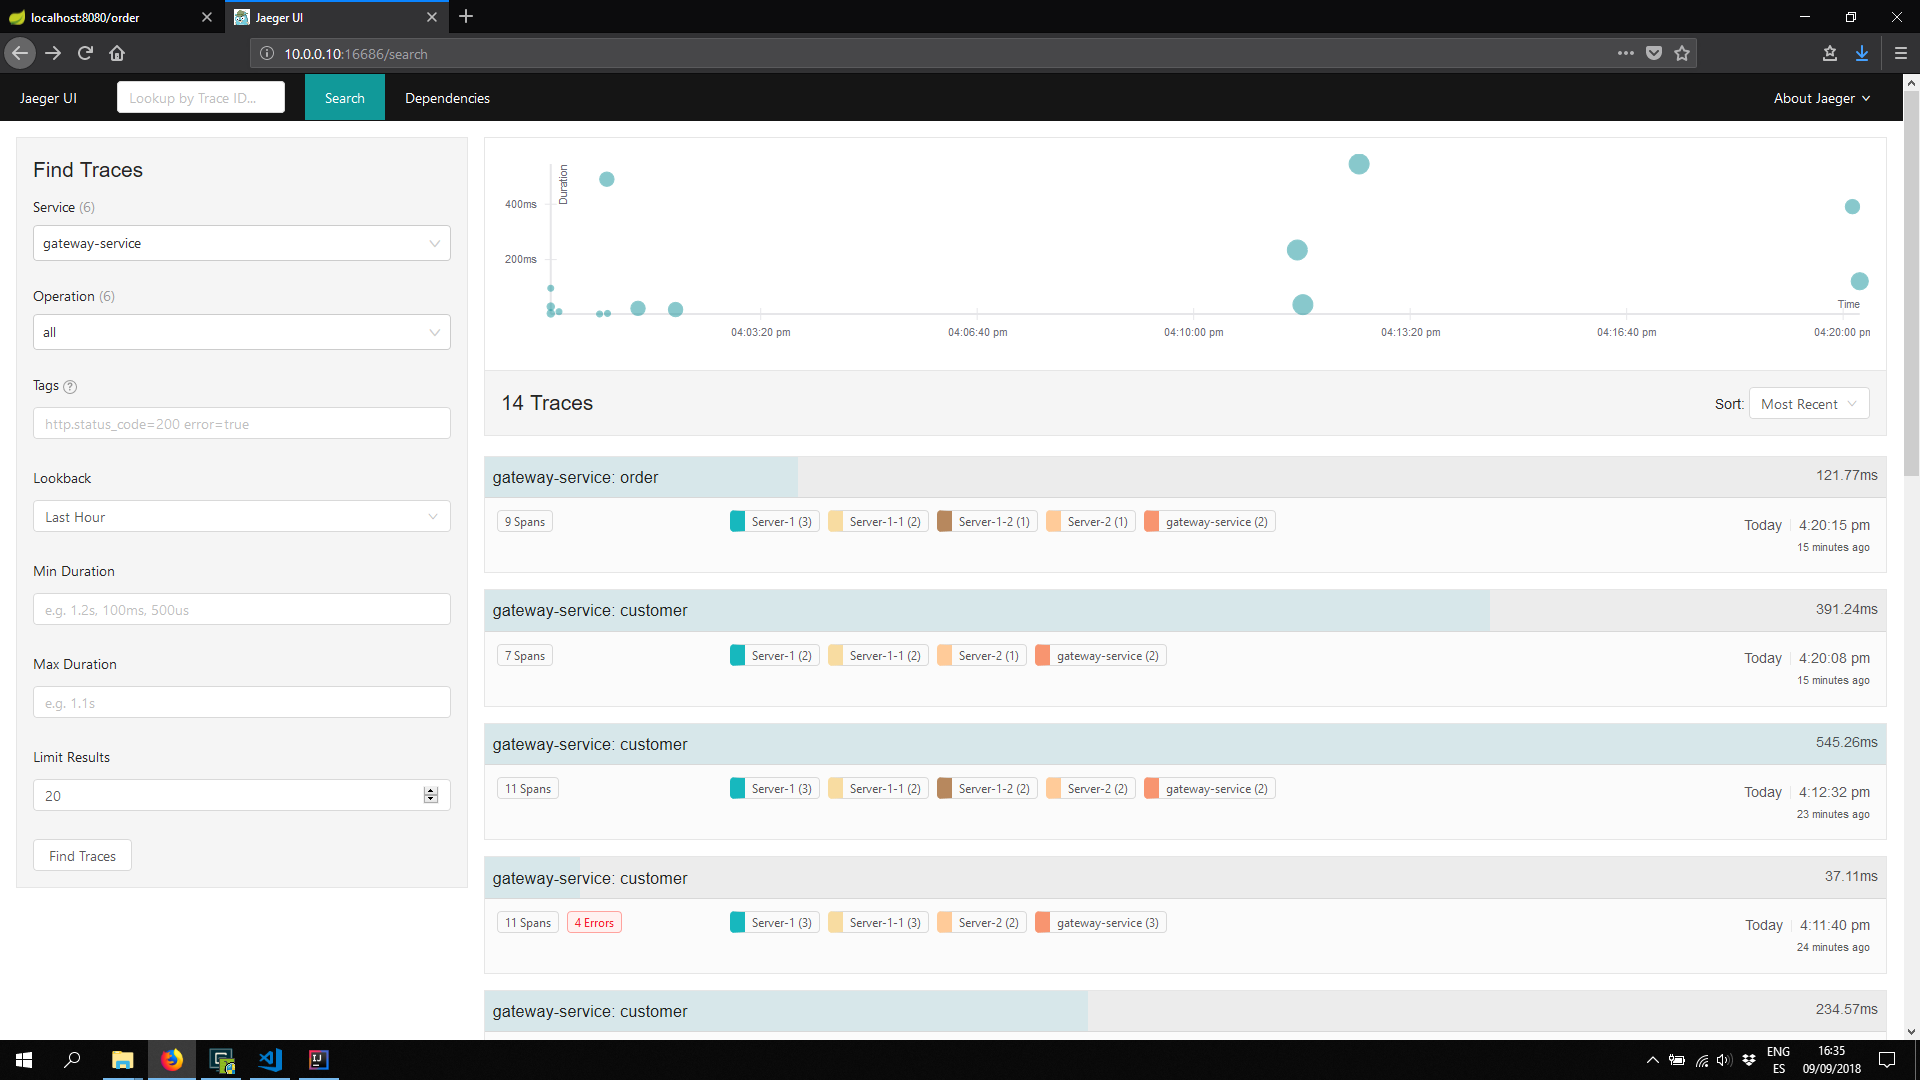 localhost:8080/order
Jaeger UI
10.0.0.10:16686/search
Jaeger UI
Lookup by Trace ID...
Search
Dependencies
About Jaeger
Find Traces
Service (6)
gateway-service
Operation (6)
all
Tags ?
http.status_code=200 error=true
Lookback
Last Hour
Min Duration
e.g. 1.2s, 100ms, 500us
Max Duration
e.g. 1.1s
Limit Results
20
Find Traces
Duration
400ms
200ms
Time
04:03:20 pm
04:06:40 pm
04:10:00 pm
04:13:20 pm
04:16:40 pm
04:20:00 pm
14 Traces
Sort: Most Recent
gateway-service: order 121.77ms
9 Spans Server-1 (3) Server-1-1 (2) Server-1-2 (1) Server-2 (1) gateway-service (2) Today 4:20:15 pm
15 minutes ago
gateway-service: customer 391.24ms
7 Spans Server-1 (2) Server-1-1 (2) Server-2 (1) gateway-service (2) Today 4:20:08 pm
15 minutes ago
gateway-service: customer 545.26ms
11 Spans Server-1 (3) Server-1-1 (2) Server-1-2 (2) Server-2 (2) gateway-service (2) Today 4:12:32 pm
23 minutes ago
gateway-service: customer 37.11ms
11 Spans 4 Errors Server-1 (3) Server-1-1 (3) Server-2 (2) gateway-service (3) Today 4:11:40 pm
24 minutes ago
gateway-service: customer 234.57ms
ENG
ES
16:35
09/09/2018